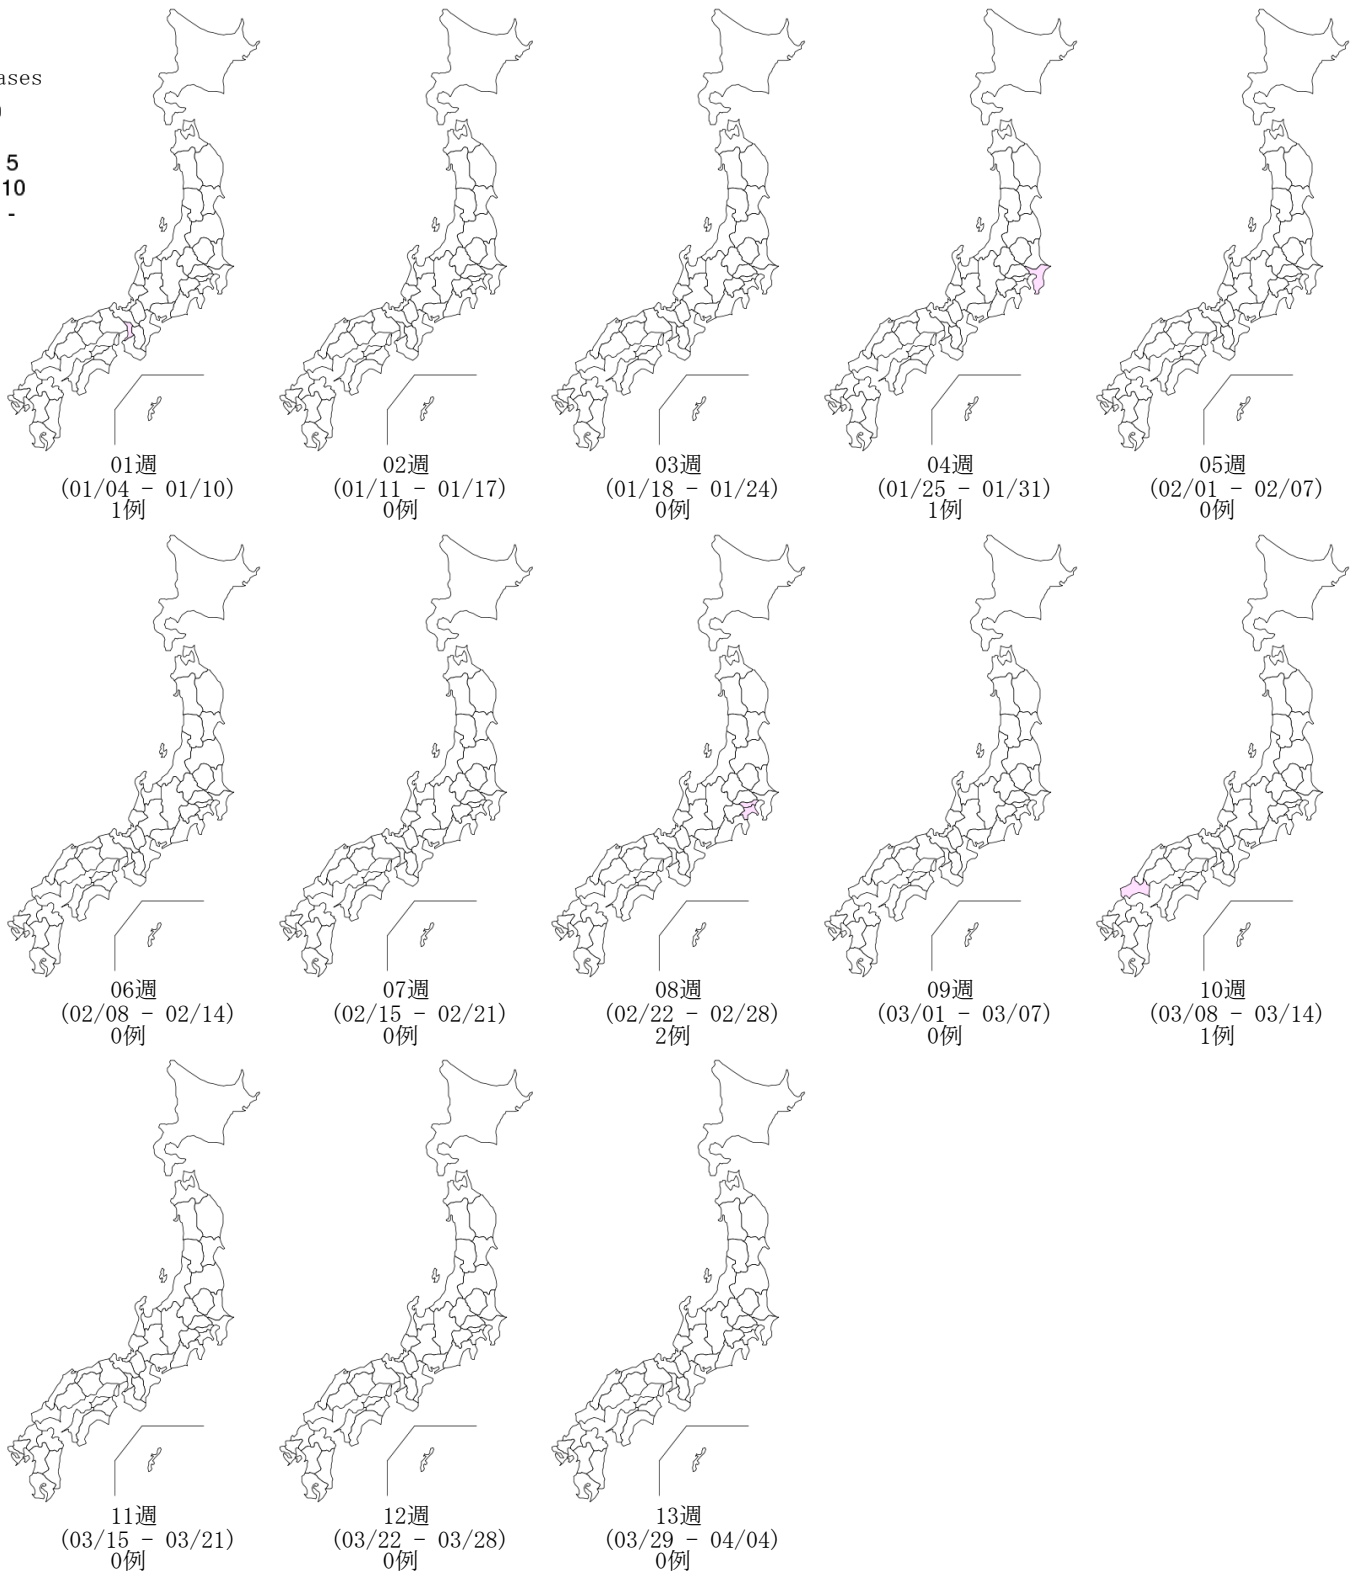 ases
5
10
-
01週
(01/04 - 01/10)
1例
02週
(01/11 - 01/17)
0例
03週
(01/18 - 01/24)
0例
04週
(01/25 - 01/31)
1例
05週
(02/01 - 02/07)
0例
06週
(02/08 - 02/14)
0例
07週
(02/15 - 02/21)
0例
08週
(02/22 - 02/28)
2例
09週
(03/01 - 03/07)
0例
10週
(03/08 - 03/14)
1例
11週
(03/15 - 03/21)
0例
12週
(03/22 - 03/28)
0例
13週
(03/29 - 04/04)
0例